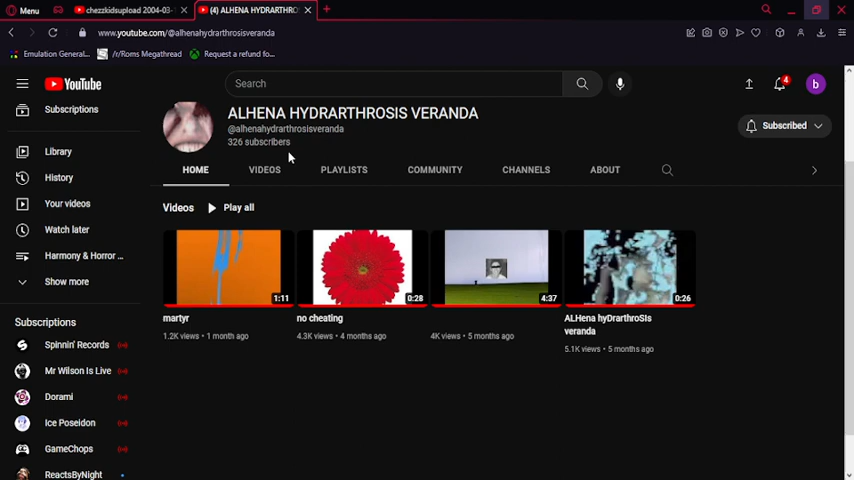 Menu
chezzkidsupload 2004-03-
(4) ALHENA HYDRARTHRO
www.youtube.com/@alhenahydrarthrosisveranda
Emulation General...
/r/Roms Megathread
Request a refund fo...
YouTube
Search
4
b
Subscriptions
Library
History
Your videos
Watch later
Harmony & Horror ...
Show more
Subscriptions
Spinnin' Records
Mr Wilson Is Live
Dorami
Ice Poseidon
GameChops
ReactsByNight
ALHENA HYDRARTHROSIS VERANDA
@alhenahydrarthrosisveranda
326 subscribers
Subscribed
HOME VIDEOS PLAYLISTS COMMUNITY CHANNELS ABOUT
Videos Play all
1:11
martyr
1.2K views • 1 month ago
0:28
no cheating
4.3K views • 4 months ago
4:37
4K views • 5 months ago
0:26
ALHena hyDrarthroSIs
veranda
5.1K views • 5 months ago